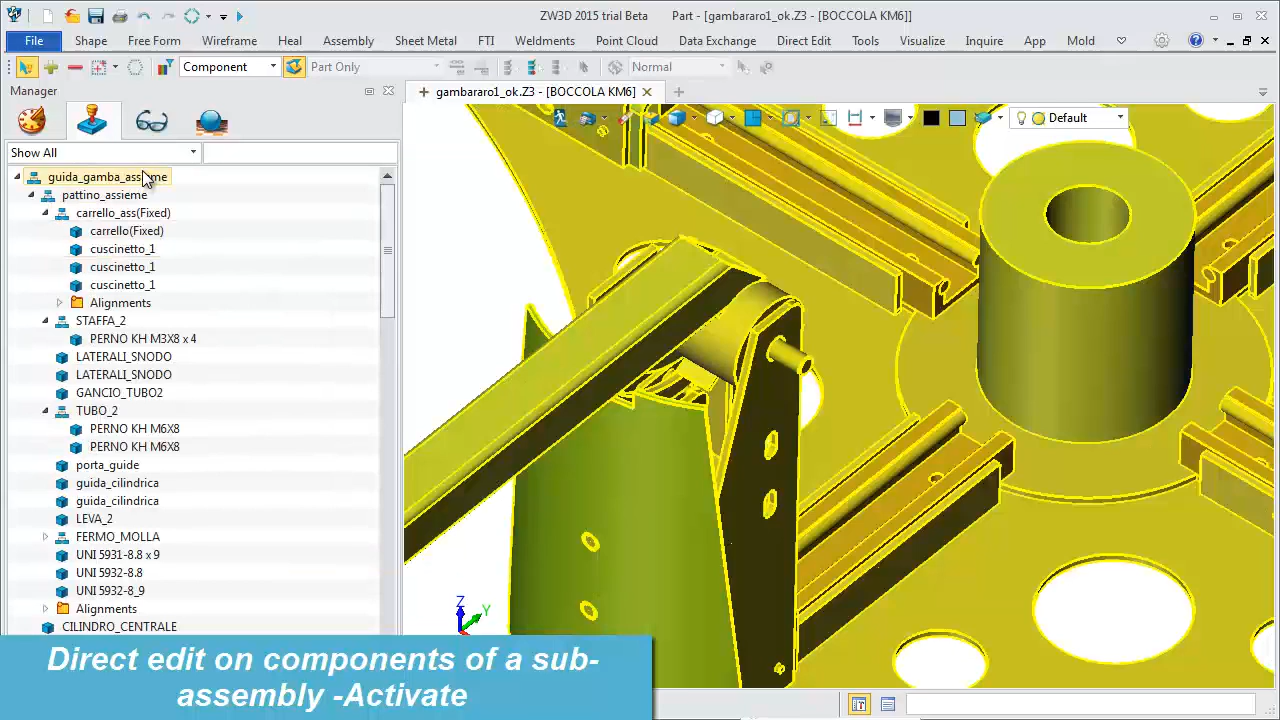 ZW3D 2015 trial Beta Part - [gambararo1_ok.Z3 - [BOCCOLA KM6]]
File Shape Free Form Wireframe Heal Assembly Sheet Metal FTI Weldments Point Cloud Data Exchange Direct Edit Tools Visualize Inquire App Mold
Component Part Only Normal
Manager
gambararo1_ok.Z3 - [BOCCOLA KM6]
Default
Show All
guida_gamba_assieme
pattino_assieme
carrello_ass(Fixed)
carrello(Fixed)
cuscinetto_1
cuscinetto_1
cuscinetto_1
Alignments
STAFFA_2
PERNO KH M3X8 x 4
LATERALI_SNODO
LATERALI_SNODO
GANCIO_TUBO2
TUBO_2
PERNO KH M6X8
PERNO KH M6X8
porta_guide
guida_cilindrica
guida_cilindrica
LEVA_2
FERMO_MOLLA
UNI 5931-8.8 x 9
UNI 5932-8.8
UNI 5932-8_9
Alignments
CILINDRO_CENTRALE
Z
Y
Direct edit on components of a sub-
assembly -Activate